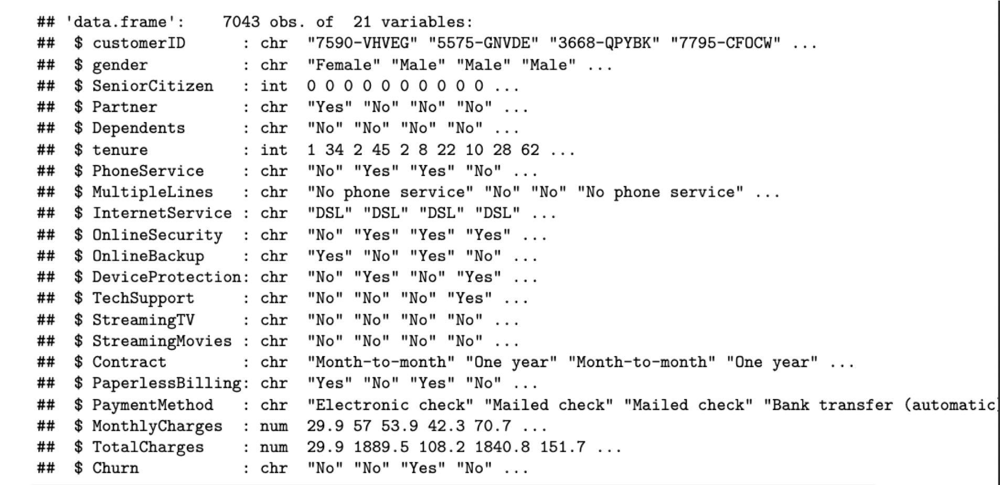 ## 'data.frame':    7043 obs. of  21 variables:
##  $ customerID      : chr  "7590-VHVEG" "5575-GNVDE" "3668-QPYBK" "7795-CFOCW" ...
##  $ gender          : chr  "Female" "Male" "Male" "Male" ...
##  $ SeniorCitizen   : int  0 0 0 0 0 0 0 0 0 0 ...
##  $ Partner         : chr  "Yes" "No" "No" "No" ...
##  $ Dependents      : chr  "No" "No" "No" "No" ...
##  $ tenure          : int  1 34 2 45 2 8 22 10 28 62 ...
##  $ PhoneService    : chr  "No" "Yes" "Yes" "No" ...
##  $ MultipleLines   : chr  "No phone service" "No" "No" "No phone service" ...
##  $ InternetService : chr  "DSL" "DSL" "DSL" "DSL" ...
##  $ OnlineSecurity  : chr  "No" "Yes" "Yes" "Yes" ...
##  $ OnlineBackup    : chr  "Yes" "No" "Yes" "No" ...
##  $ DeviceProtection: chr  "No" "Yes" "No" "Yes" ...
##  $ TechSupport     : chr  "No" "No" "No" "Yes" ...
##  $ StreamingTV     : chr  "No" "No" "No" "No" ...
##  $ StreamingMovies : chr  "No" "No" "No" "No" ...
##  $ Contract        : chr  "Month-to-month" "One year" "Month-to-month" "One year" ...
##  $ PaperlessBilling: chr  "Yes" "No" "Yes" "No" ...
##  $ PaymentMethod   : chr  "Electronic check" "Mailed check" "Mailed check" "Bank transfer (automatic)
##  $ MonthlyCharges  : num  29.9 57 53.9 42.3 70.7 ...
##  $ TotalCharges    : num  29.9 1889.5 108.2 1840.8 151.7 ...
##  $ Churn           : chr  "No" "No" "Yes" "No" ...